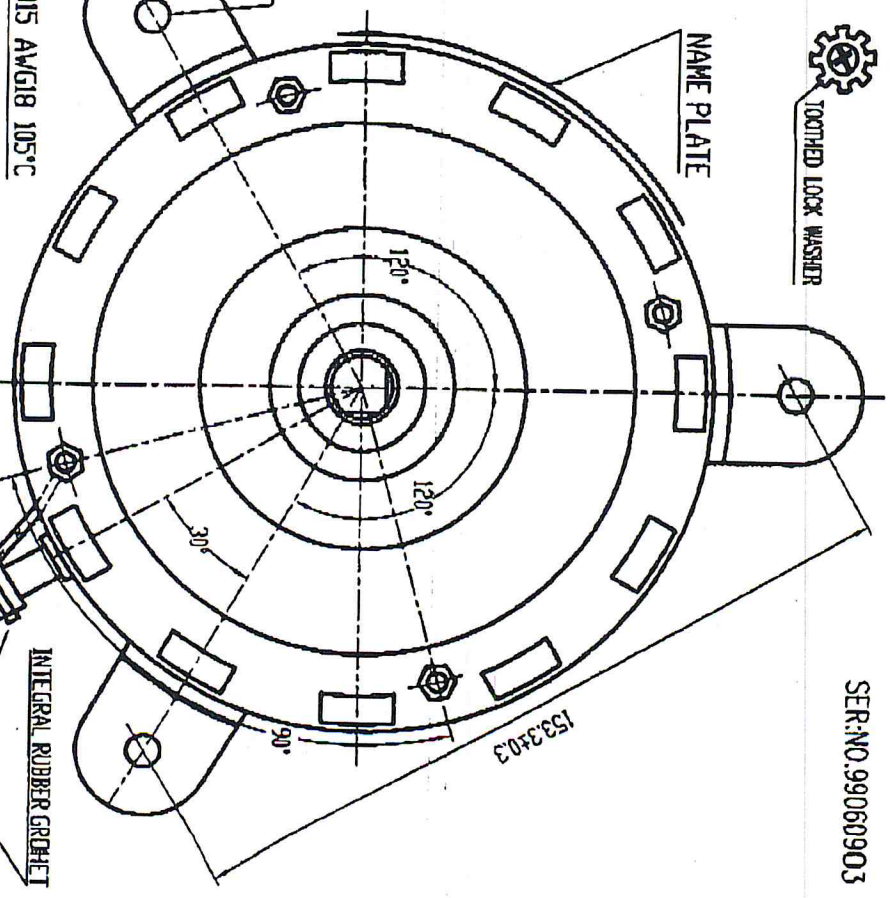 SER:NO.99060903
TOOTHED LOCK WASHER
NAME PLATE
120°
120°
30°
90°
153.3±0.3
015 AWG18 105°C
INTEGRAL RUBBER GROMET